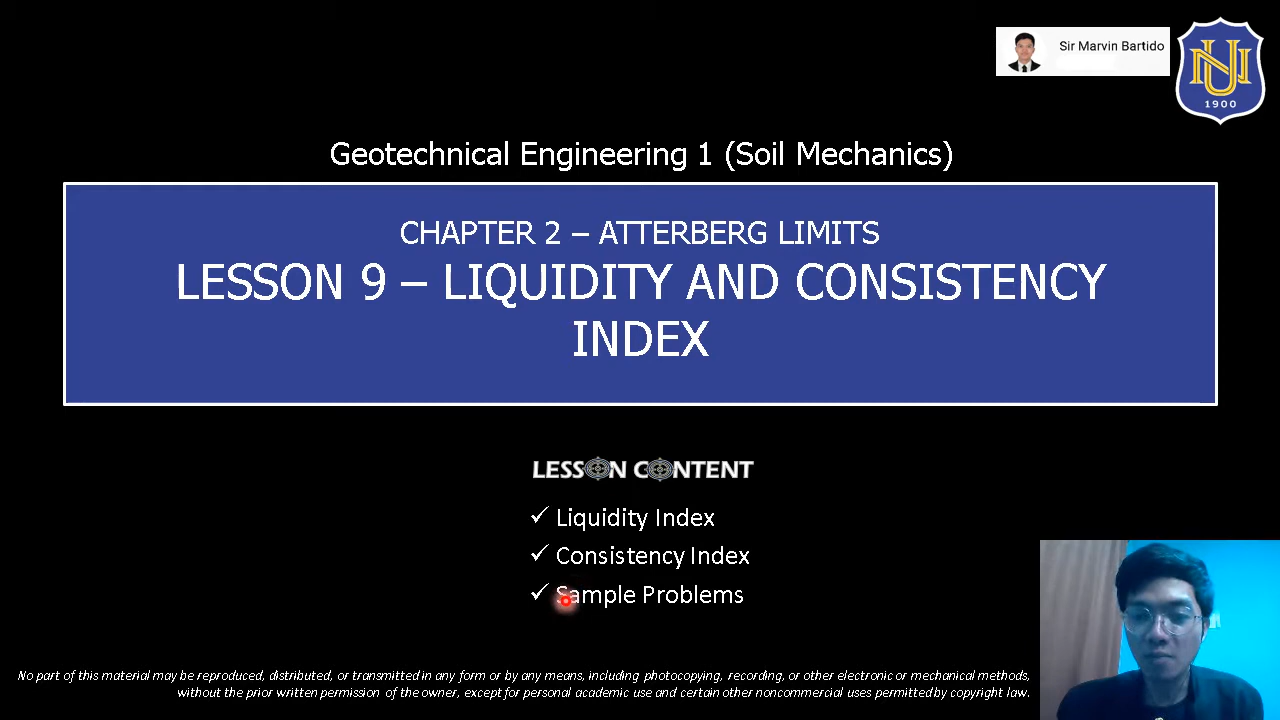 Sir Marvin Bartido
NU
1900
Geotechnical Engineering 1 (Soil Mechanics)
CHAPTER 2 – ATTERBERG LIMITS
LESSON 9 – LIQUIDITY AND CONSISTENCY
INDEX
LESSON CONTENT
✓ Liquidity Index
✓ Consistency Index
✓ Sample Problems
No part of this material may be reproduced, distributed, or transmitted in any form or by any means, including photocopying, recording, or other electronic or mechanical methods,
without the prior written permission of the owner, except for personal academic use and certain other noncommercial uses permitted by copyright law.